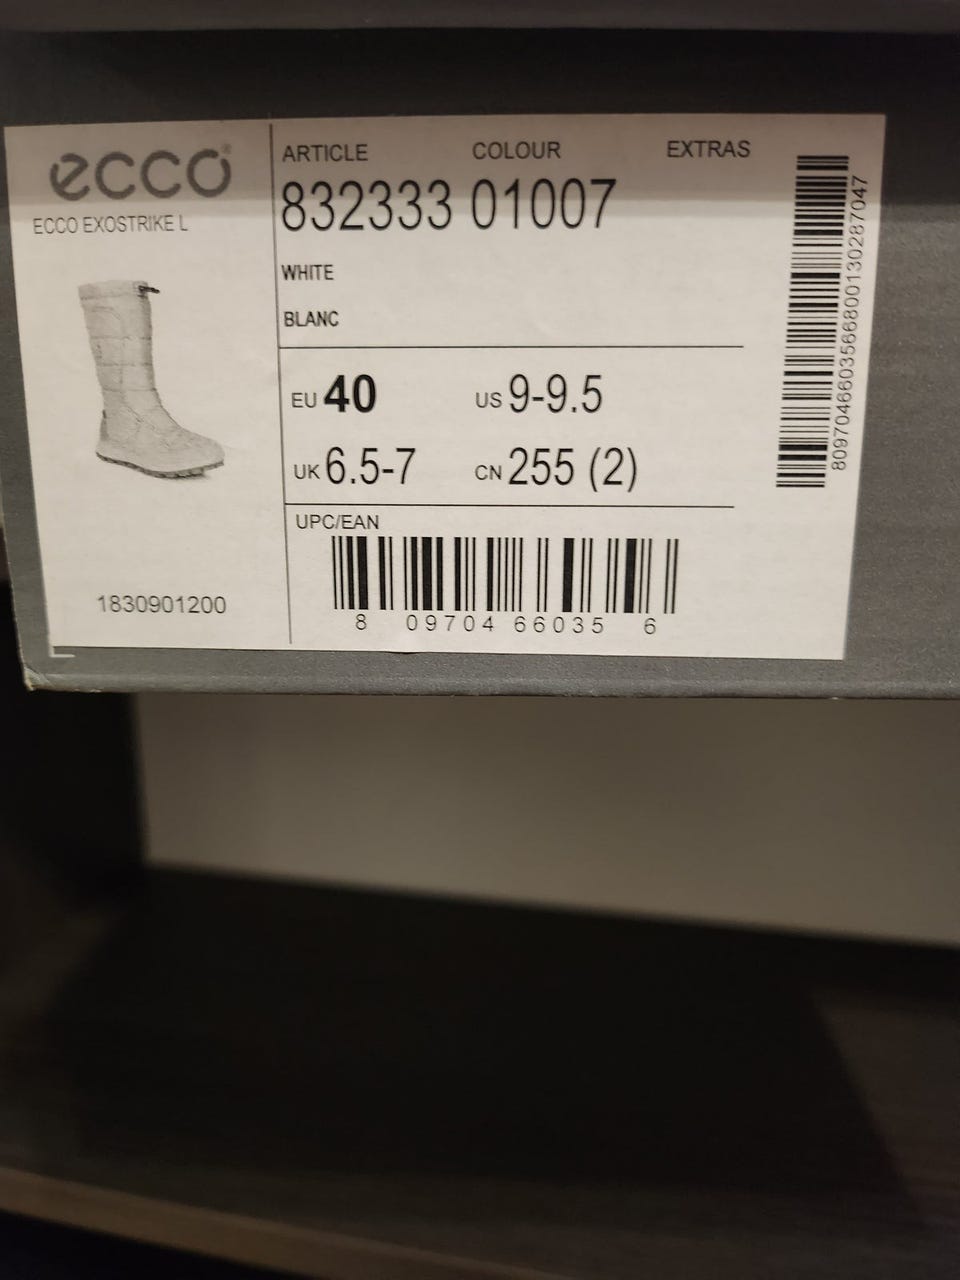 ecco®
ECCO EXOSTRIKE L
1830901200
ARTICLE COLOUR EXTRAS
832333 01007
WHITE
BLANC
EU 40 US 9-9.5
UK 6.5-7 CN 255 (2)
UPC/EAN
8 09704 66035 6
8097046603566800130287047